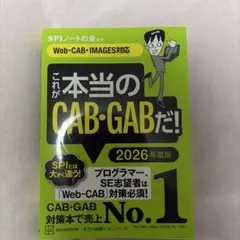 SPIノートの会
Web-CAB・IMAGES対応
これが
本当の
CAB・GABだ!
2026年度版
SPIとは
大きく違う!
プログラマー、
SE志望者は
「Web-CAB」対策必須!
CAB・GAB
対策本で売上
No.1